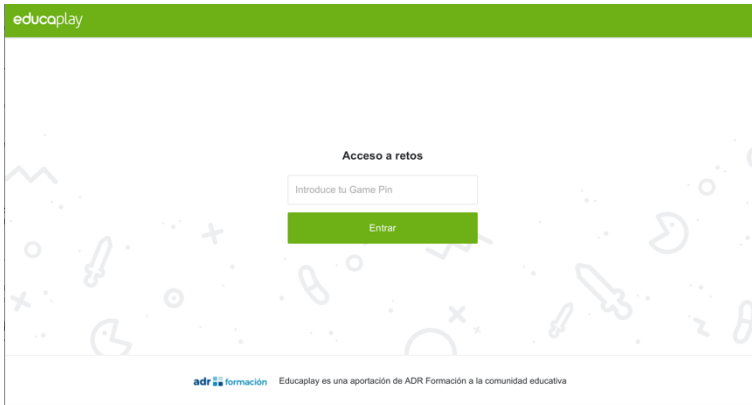 educaplay
Acceso a retos
Introduce tu Game Pin
Entrar
adr formación Educaplay es una aportación de ADR Formación a la comunidad educativa